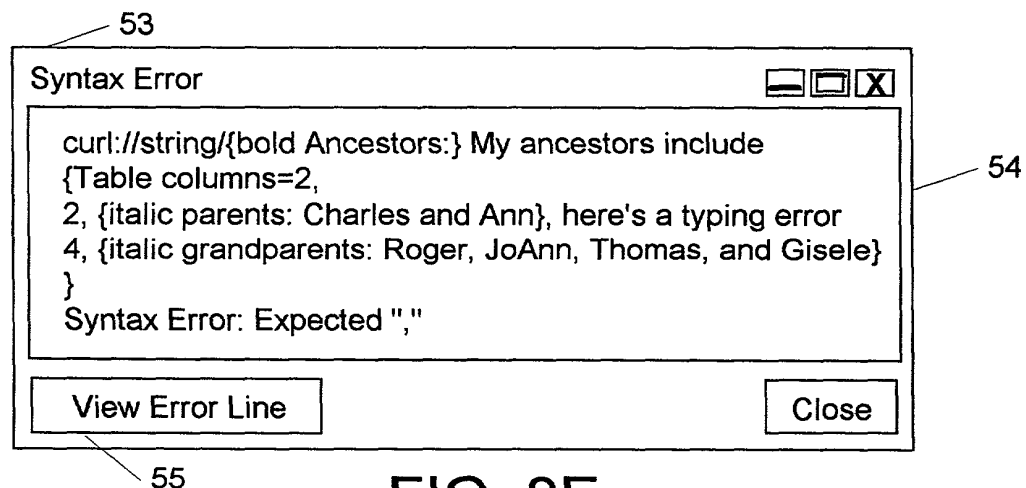 53
Syntax Error
X
curl://string/{bold Ancestors:} My ancestors include
{Table columns=2,
54
2, {italic parents: Charles and Ann}, here's a typing error
4, {italic grandparents: Roger, JoAnn, Thomas, and Gisele}
}
Syntax Error: Expected ","
View Error Line
Close
55